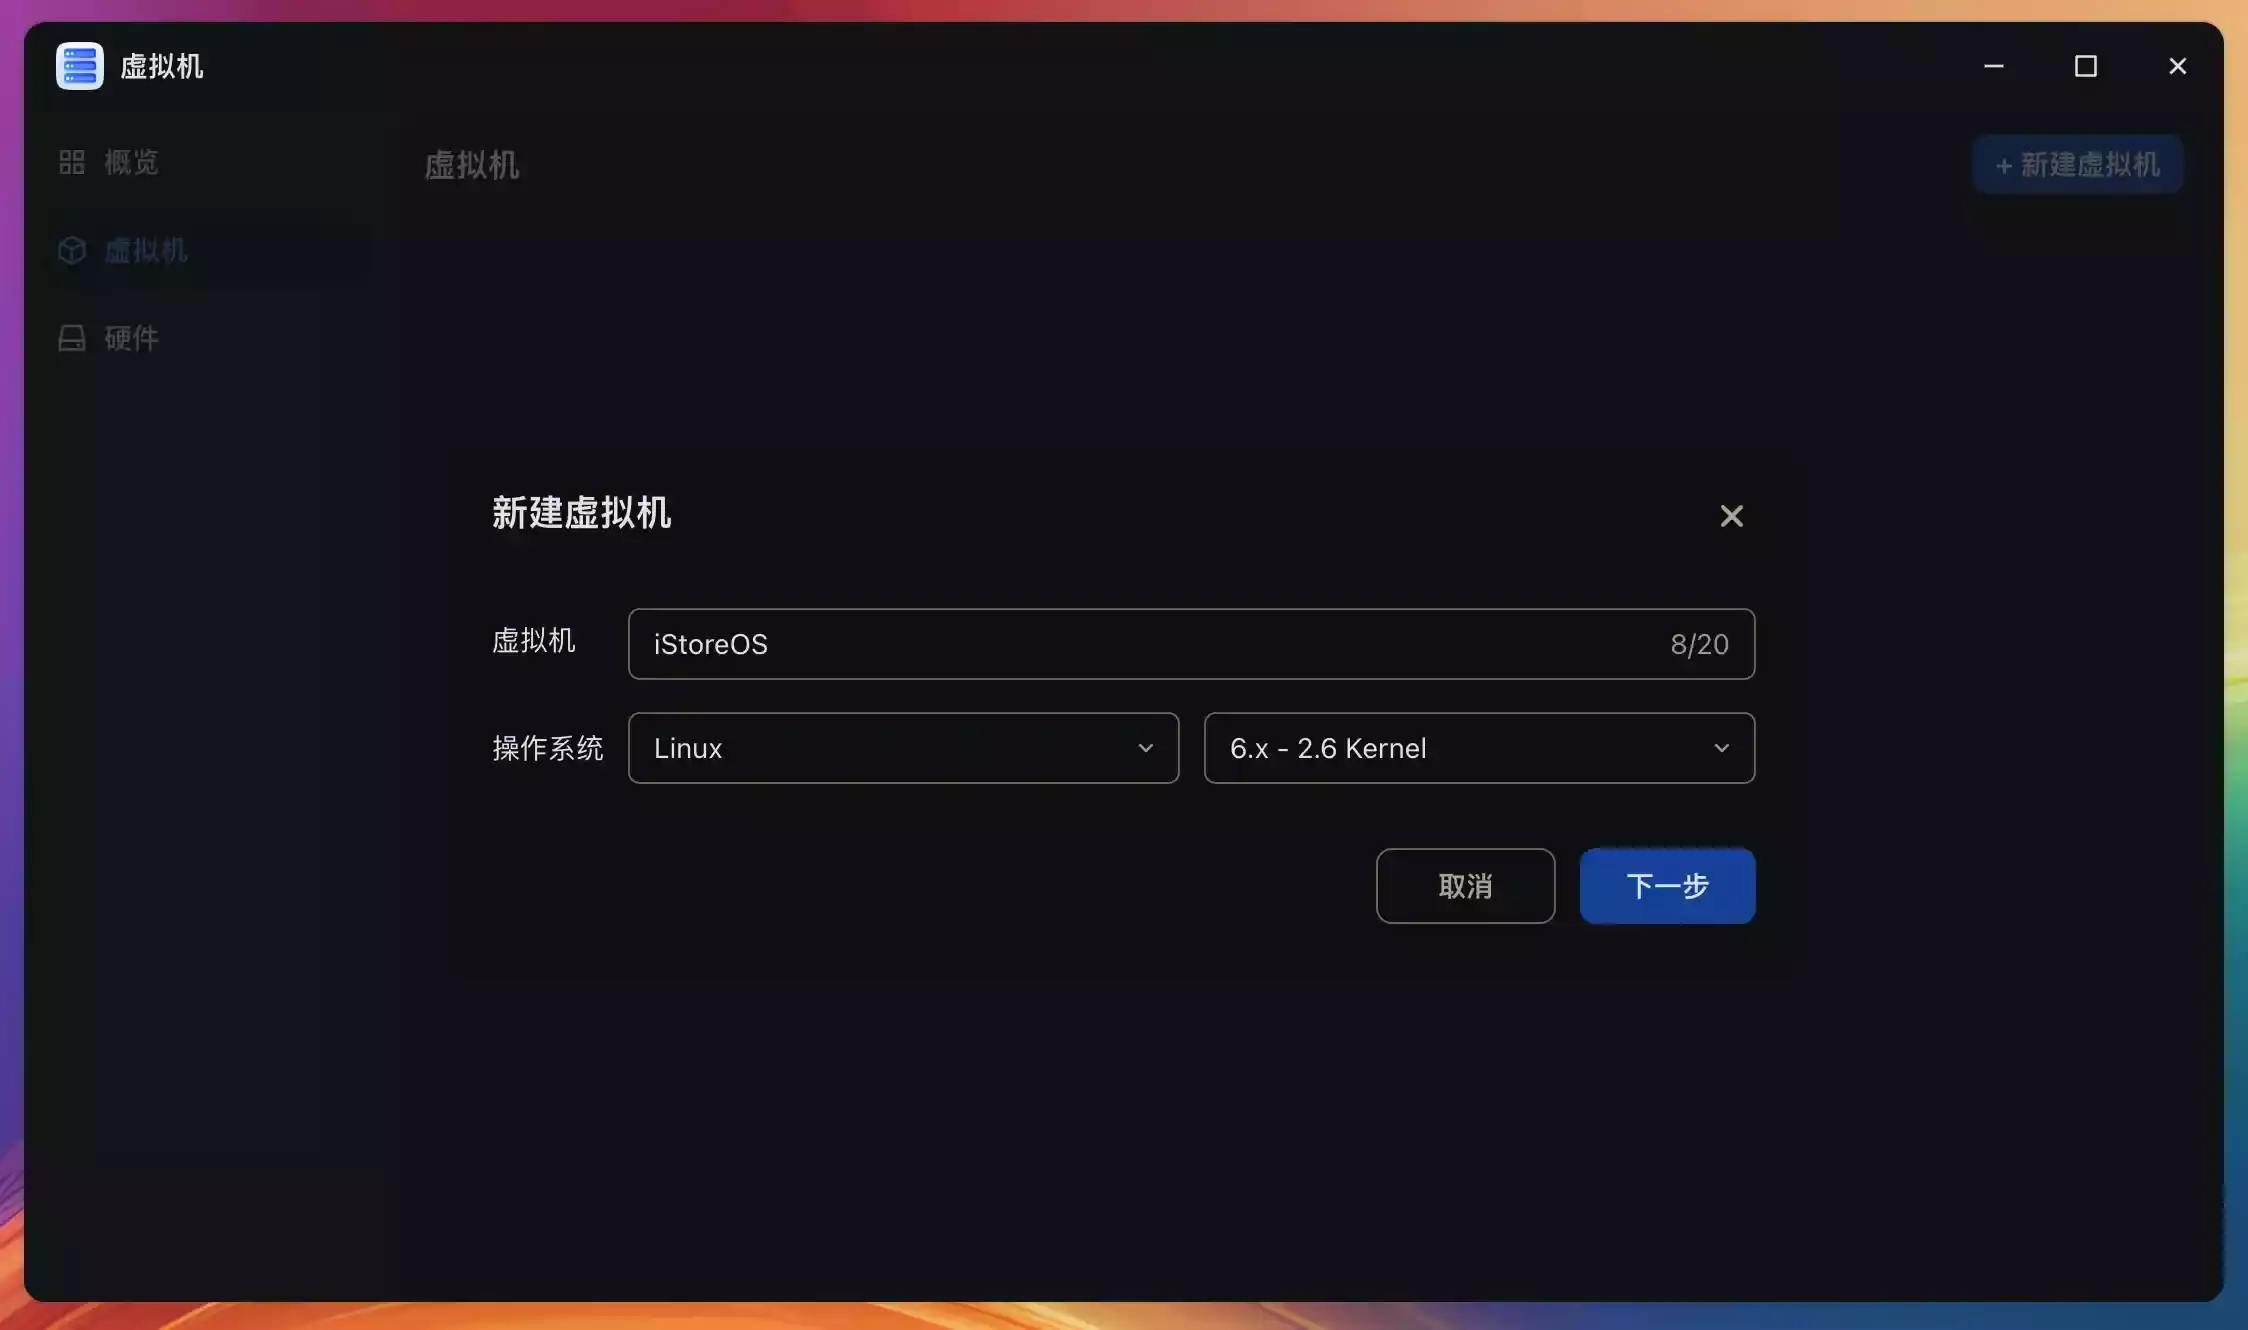 虚拟机
概览
虚拟机
硬件
虚拟机
+ 新建虚拟机
新建虚拟机
虚拟机
iStoreOS
8/20
操作系统
Linux
6.x - 2.6 Kernel
取消
下一步